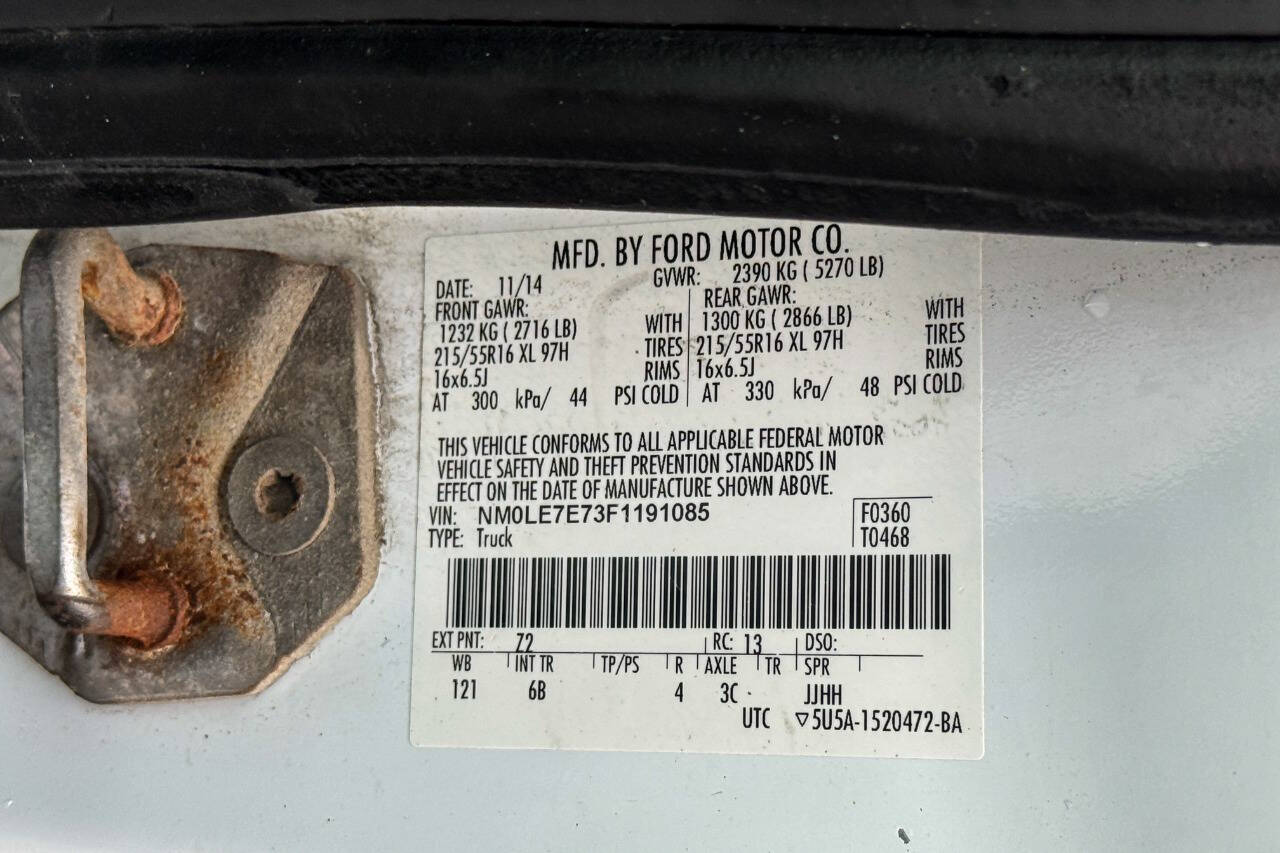 MFD. BY FORD MOTOR CO.
DATE: 11/14 GVWR: 2390 KG ( 5270 LB)
FRONT GAWR: REAR GAWR:
1232 KG ( 2716 LB) WITH 1300 KG ( 2866 LB) WITH
215/55R16 XL 97H TIRES 215/55R16 XL 97H TIRES
16x6.5J RIMS 16x6.5J RIMS
AT 300 kPa/ 44 PSI COLD AT 330 kPa/ 48 PSI COLD
THIS VEHICLE CONFORMS TO ALL APPLICABLE FEDERAL MOTOR
VEHICLE SAFETY AND THEFT PREVENTION STANDARDS IN
EFFECT ON THE DATE OF MANUFACTURE SHOWN ABOVE.
VIN: NM0LE7E73F1191085 F0360
TYPE: Truck T0468
EXT PNT: 72 RC: 13 DSO:
WB INT TR TP/PS R AXLE TR SPR
121 6B 4 3C JJHH
UTC ▽5U5A-1520472-BA